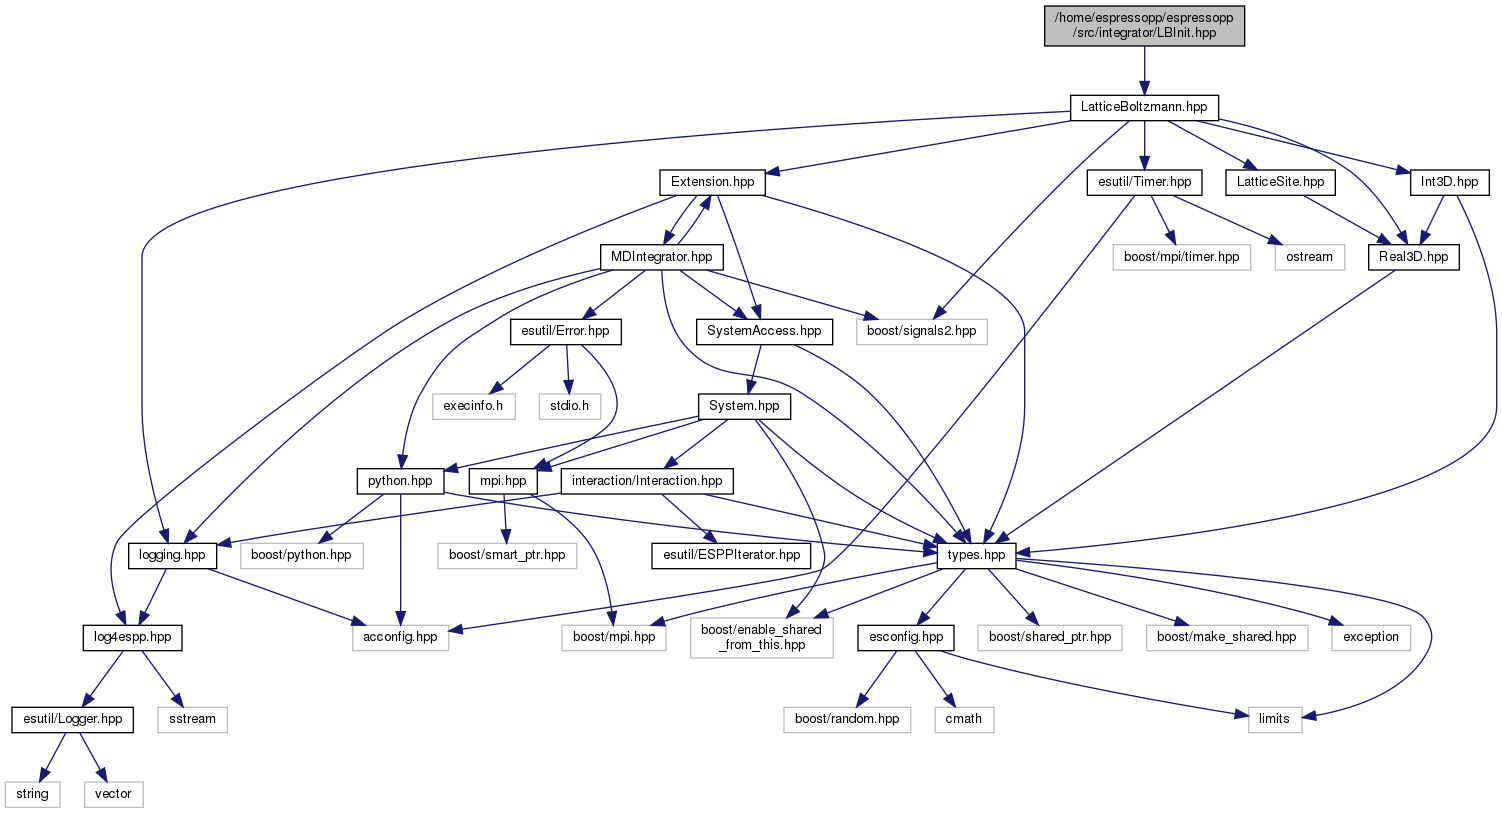 /home/espressopp/espressopp
/src/integrator/LBInit.hpp
LatticeBoltzmann.hpp
Extension.hpp
esutil/Timer.hpp
LatticeSite.hpp
Int3D.hpp
MDIntegrator.hpp
boost/mpi/timer.hpp
ostream
Real3D.hpp
esutil/Error.hpp
SystemAccess.hpp
boost/signals2.hpp
execinfo.h
stdio.h
System.hpp
python.hpp
mpi.hpp
interaction/Interaction.hpp
logging.hpp
boost/python.hpp
boost/smart_ptr.hpp
esutil/ESPPIterator.hpp
types.hpp
log4espp.hpp
acconfig.hpp
boost/mpi.hpp
boost/enable_shared
_from_this.hpp
esconfig.hpp
boost/shared_ptr.hpp
boost/make_shared.hpp
exception
esutil/Logger.hpp
sstream
boost/random.hpp
cmath
limits
string
vector